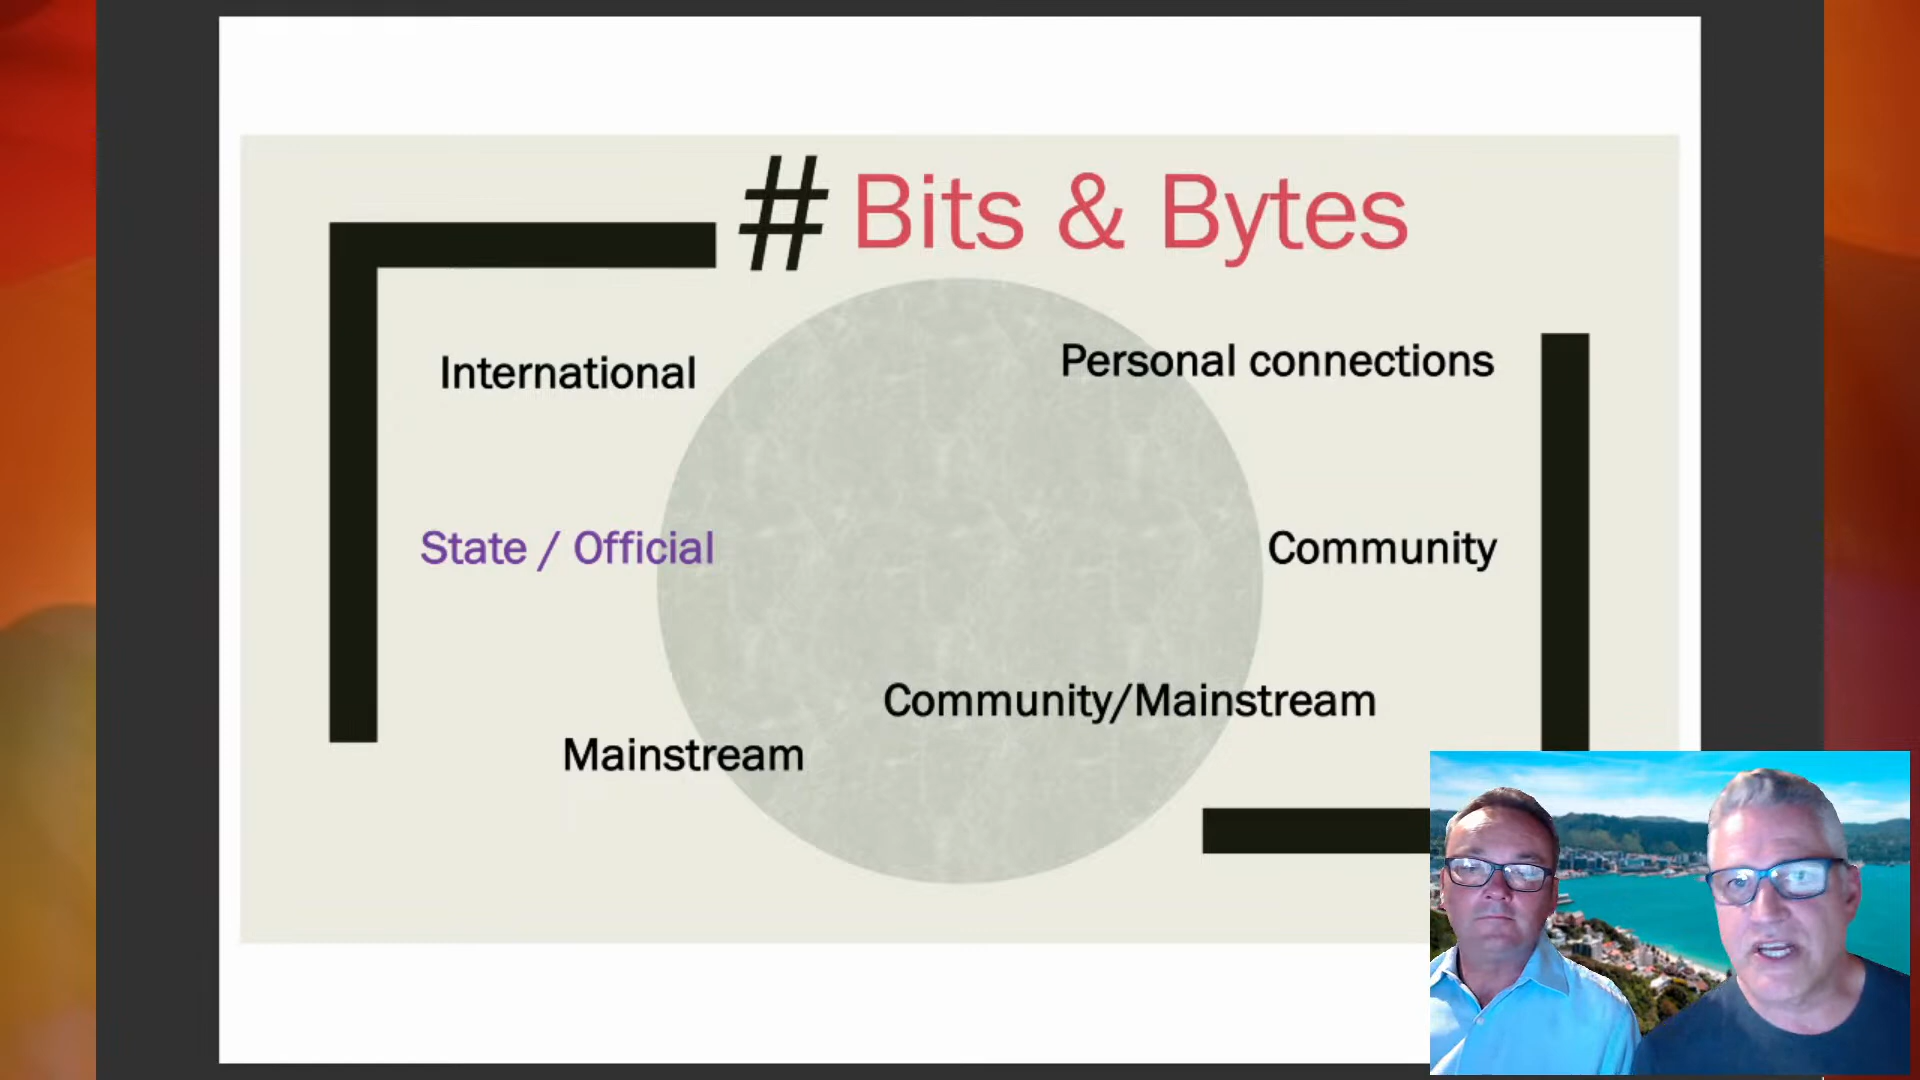 # Bits & Bytes
International
Personal connections
State / Official
Community
Community/Mainstream
Mainstream